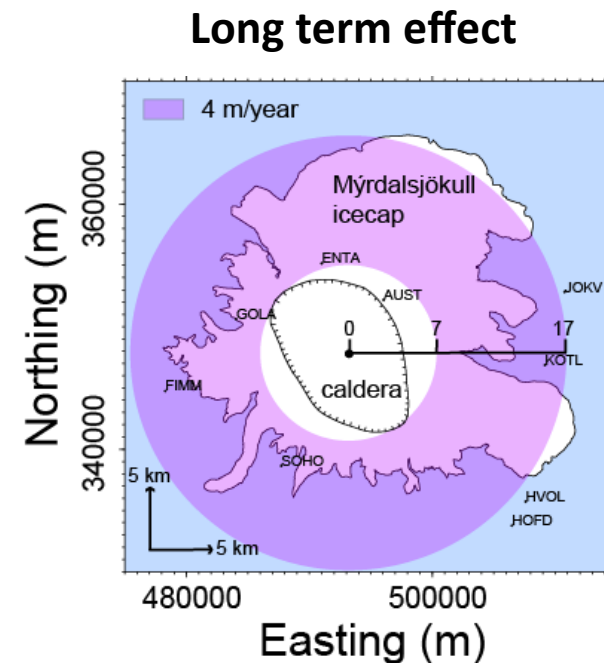 Long term effect
4 m/year
Mýrdalsjökull
icecap
ENTA
JOKV
AUST
GOLA
0 7 17
KOTL
caldera
FIMM
SOHO
5 km
HVOL
HOFD
5 km
Northing (m)
360000
340000
480000 500000
Easting (m)